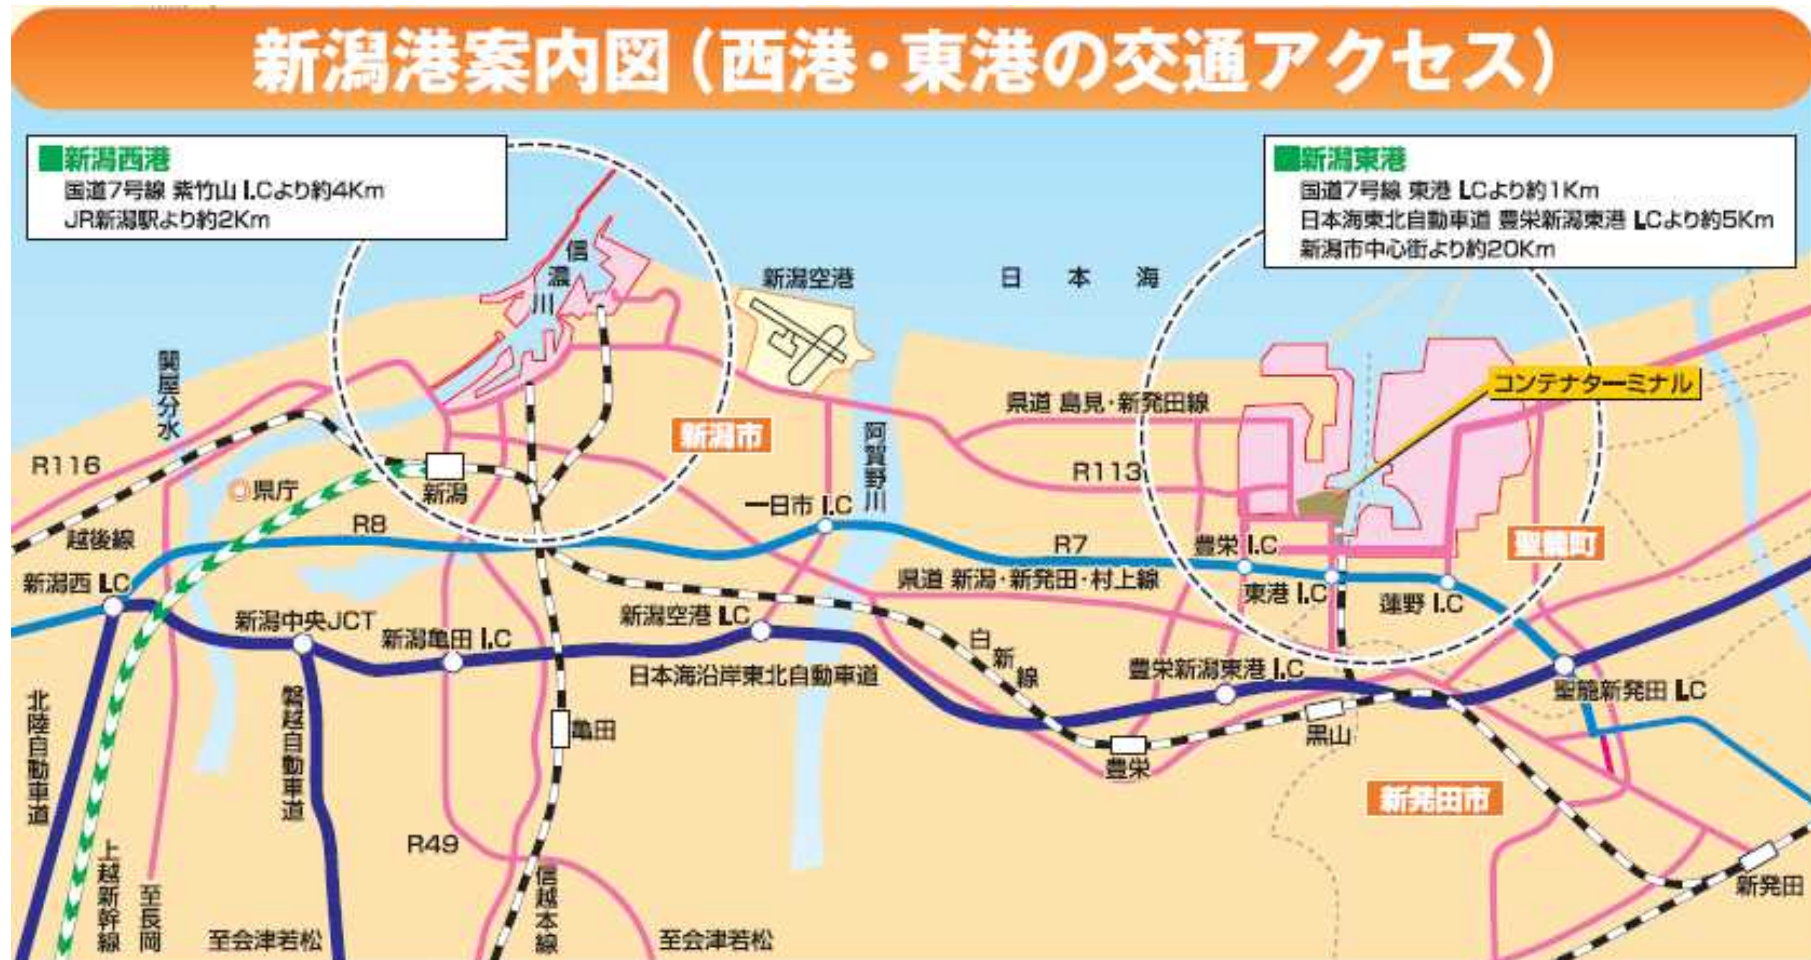 新潟港案内図（西港・東港の交通アクセス）
■新潟西港
国道7号線 紫竹山 I.Cより約4Km
JR新潟駅より約2Km
■新潟東港
国道7号線 東港 I.Cより約1Km
日本海東北自動車道 豊栄新潟東港 I.Cより約5Km
新潟市中心街より約20Km
信濃川
新潟空港
日本海
関屋分水
コンテナターミナル
県道 島見・新発田線
新潟市
阿賀野川
R116
◎県庁
新潟
R113
一日市 I.C
R8
越後線
R7
豊栄 I.C
聖籠町
新潟西 I.C
県道 新潟・新発田・村上線
東港 I.C
蓮野 I.C
新潟中央JCT
新潟亀田 I.C
新潟空港 I.C
白新線
日本海沿岸東北自動車道
豊栄新潟東港 I.C
聖籠新発田 I.C
北陸自動車道
磐越自動車道
亀田
黒山
豊栄
新発田市
R49
上越新幹線
至長岡
信越本線
新発田
至会津若松
至会津若松